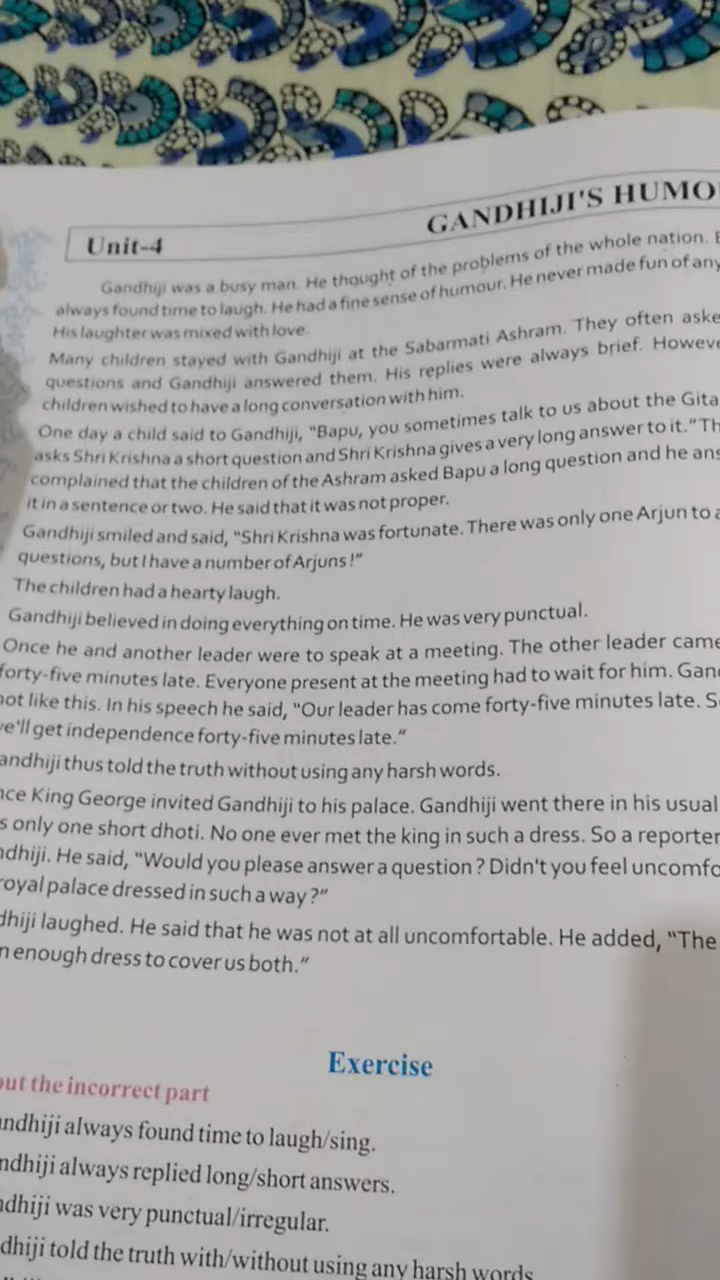 Unit-4
GANDHIJI'S
Gandhiji was a busy man. He thought of the problems of the whole nation.
always found time to laugh. He had a fine sense of humour. He never made fun of any
His laughter was mixed with love.
Many children stayed with Gandhiji at the Sabarmati Ashram. They often
questions and Gandhiji answered them. His replies were always brief.
children wished to have a long conversation with him.
One day a child said to Gandhiji, "Bapu, you sometimes talk to us about the Gita
asks Shri Krishna a short question and Shri Krishna gives a very long answer to it."
complained that the children of the Ashram asked Bapu a long question and he
it in a sentence or two. He said that it was not proper.
Gandhiji smiled and said, "Shri Krishna was fortunate. There was only one Arjun to
questions, but I have a number of Arjuns!"
The children had a hearty laugh.
Gandhiji believed in doing everything on time. He was very punctual.
Once he and another leader were to speak at a meeting. The other leader came
forty-five minutes late. Everyone present at the meeting had to wait for him.
not like this. In his speech he said, "Our leader has come forty-five minutes late.
we'll get independence forty-five minutes late."
andhiji thus told the truth without using any harsh words.
nce King George invited Gandhiji to his palace. Gandhiji went there in his usual
s only one short dhoti. No one ever met the king in such a dress. So a reporter
ndhiji. He said, "Would you please answer a question? Didn't you feel
royal palace dressed in such a way?"
dhiji laughed. He said that he was not at all uncomfortable. He added, "The
n enough dress to cover us both."
Exercise
out the incorrect part
andhiji always found time to laugh/sing.
ndhiji always replied long/short answers.
ndhiji was very punctual/irregular.
dhiji told the truth with/without using any harsh words